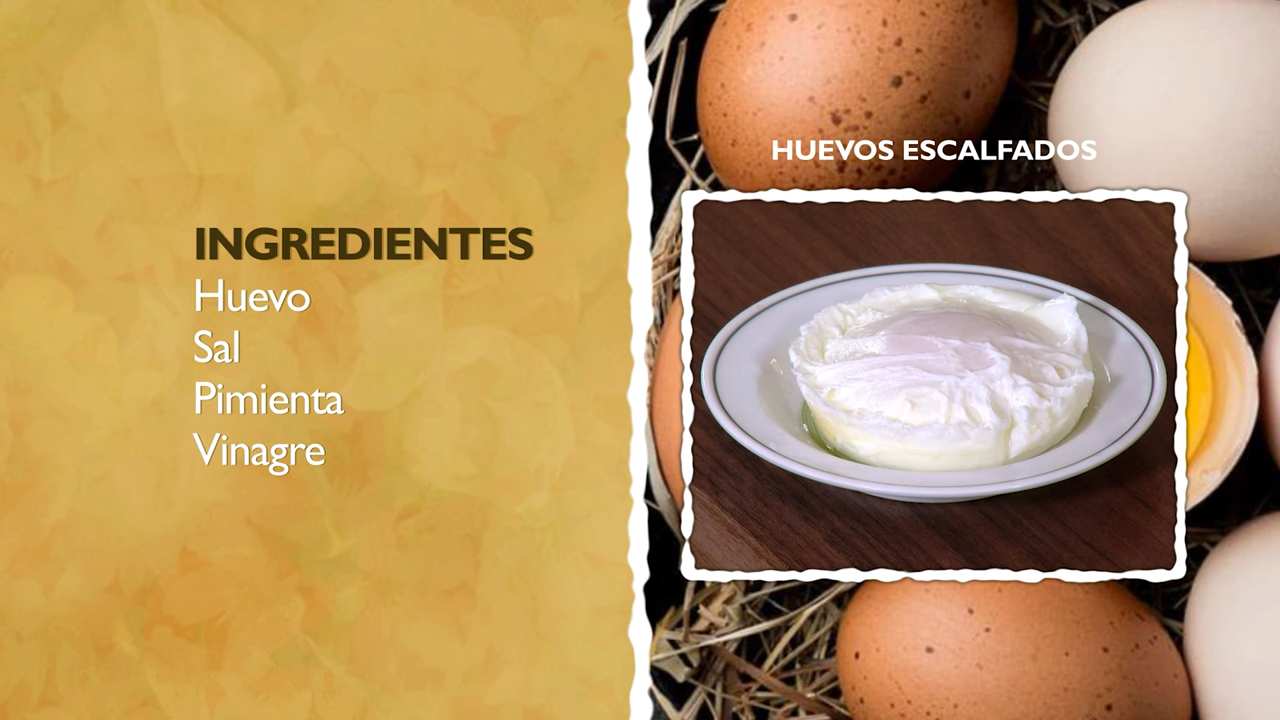 INGREDIENTES
Huevo
Sal
Pimienta
Vinagre
HUEVOS ESCALFADOS